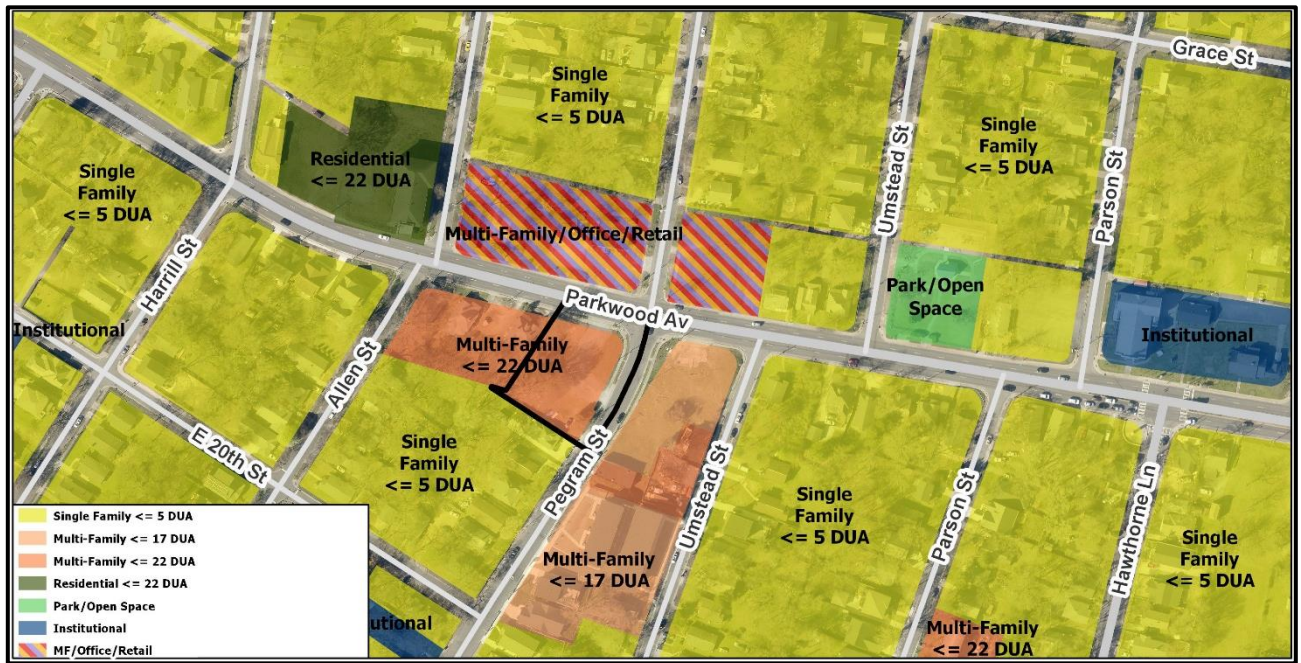 Grace St
Single
Family
<= 5 DUA
Umstead St
Single
Family
<= 5 DUA
Parson St
Residential
<= 22 DUA
Single
Family
<= 5 DUA
Harrill St
Multi-Family/Office/Retail
Park/Open
Space
Parkwood Av
Institutional
Institutional
Allen St
Multi-Family
<= 22 DUA
Single
Family
<= 5 DUA
E 20th St
Pegram St
Umstead St
Single
Family
<= 5 DUA
Parson St
Hawthorne Ln
Single
Family
<= 5 DUA
Multi-Family
<= 17 DUA
utional
Multi-Family
<= 22 DUA
Single Family <= 5 DUA
Multi-Family <= 17 DUA
Multi-Family <= 22 DUA
Residential <= 22 DUA
Park/Open Space
Institutional
MF/Office/Retail